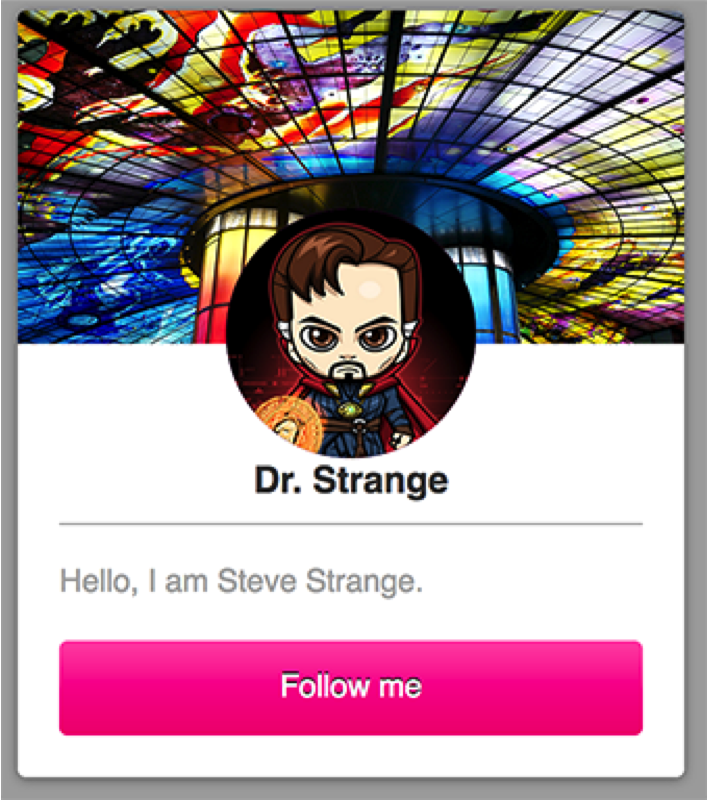 Dr. Strange
Hello, I am Steve Strange.
Follow me